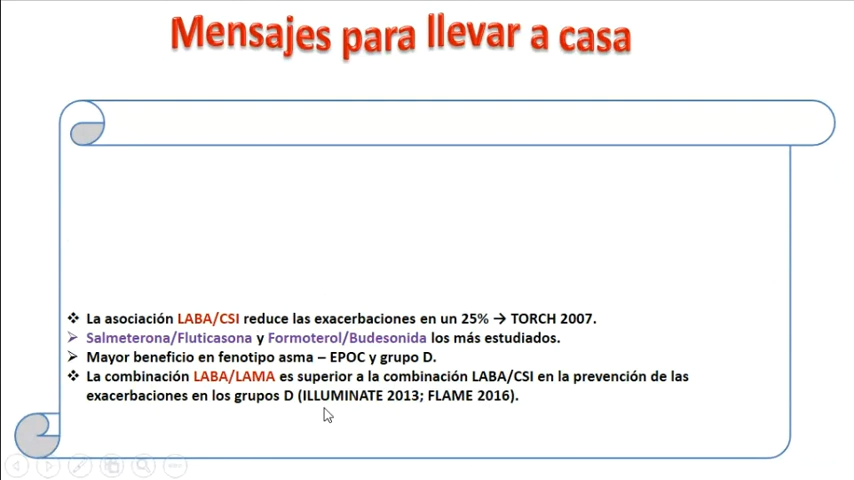 Mensajes para llevar a casa
❖ La asociación LABA/CSI reduce las exacerbaciones en un 25% → TORCH 2007.
➢ Salmeterona/Fluticasona y Formoterol/Budesonida los más estudiados.
➢ Mayor beneficio en fenotipo asma – EPOC y grupo D.
❖ La combinación LABA/LAMA es superior a la combinación LABA/CSI en la prevención de las
exacerbaciones en los grupos D (ILLUMINATE 2013; FLAME 2016).